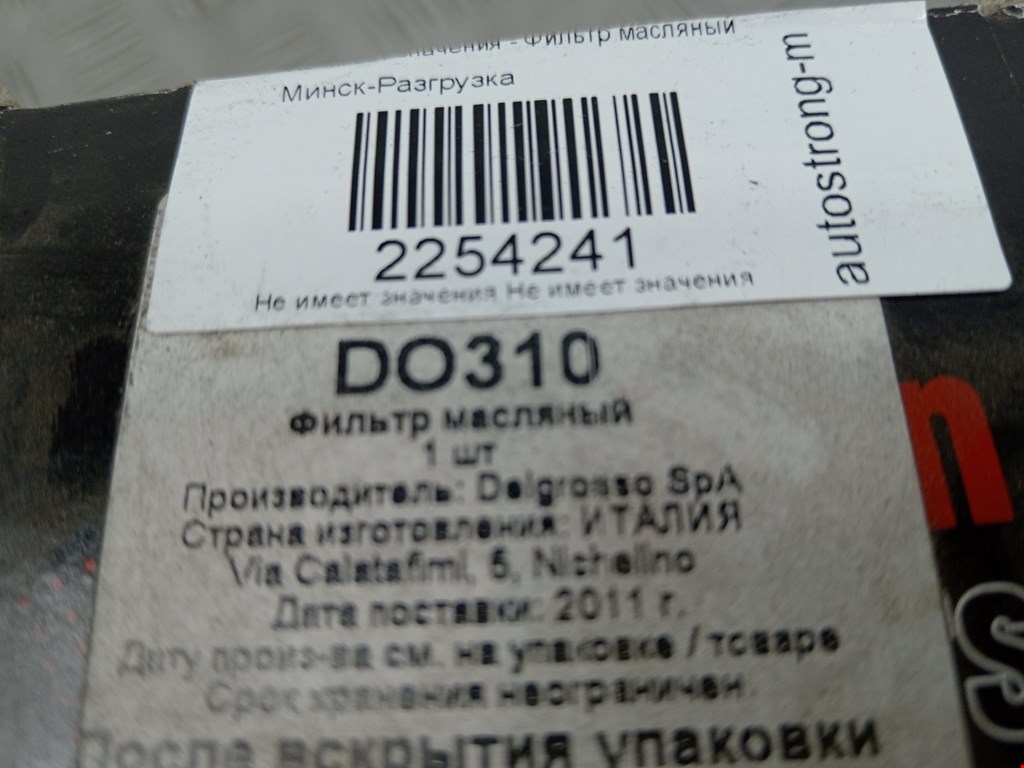 значения - Фильтр масляный
Минск-Разгрузка
2254241
Не имеет значения Не имеет значения
autostrong-m
DO310
Фильтр масляный
1 шт
Производитель: Delgrosso SpA
Страна изготовления: ИТАЛИЯ
Via Calatafimi, 5, Nichelino
Дата поставки: 2011 г.
Дату произ-ва см. на упаковке / товаре
Срок хранения неограничен
После вскрытия упаковки
n
S